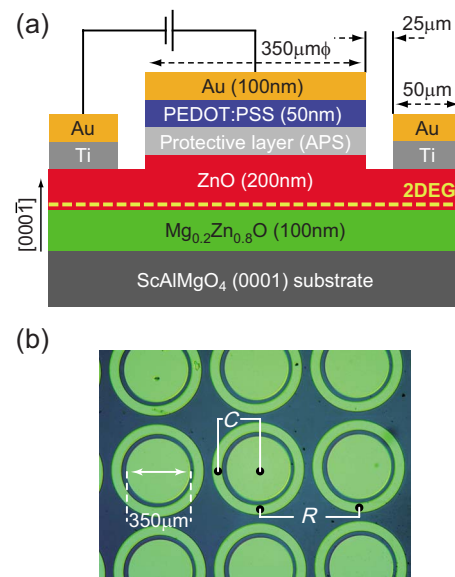 (a)
350μmϕ
25μm
50μm
Au (100nm)
PEDOT:PSS (50nm)
Au
Protective layer (APS)
Au
Ti
Ti
ZnO (200nm)
2DEG
[0001̅]
Mg0.2Zn0.8O (100nm)
ScAlMgO4 (0001) substrate
(b)
C
350μm
R